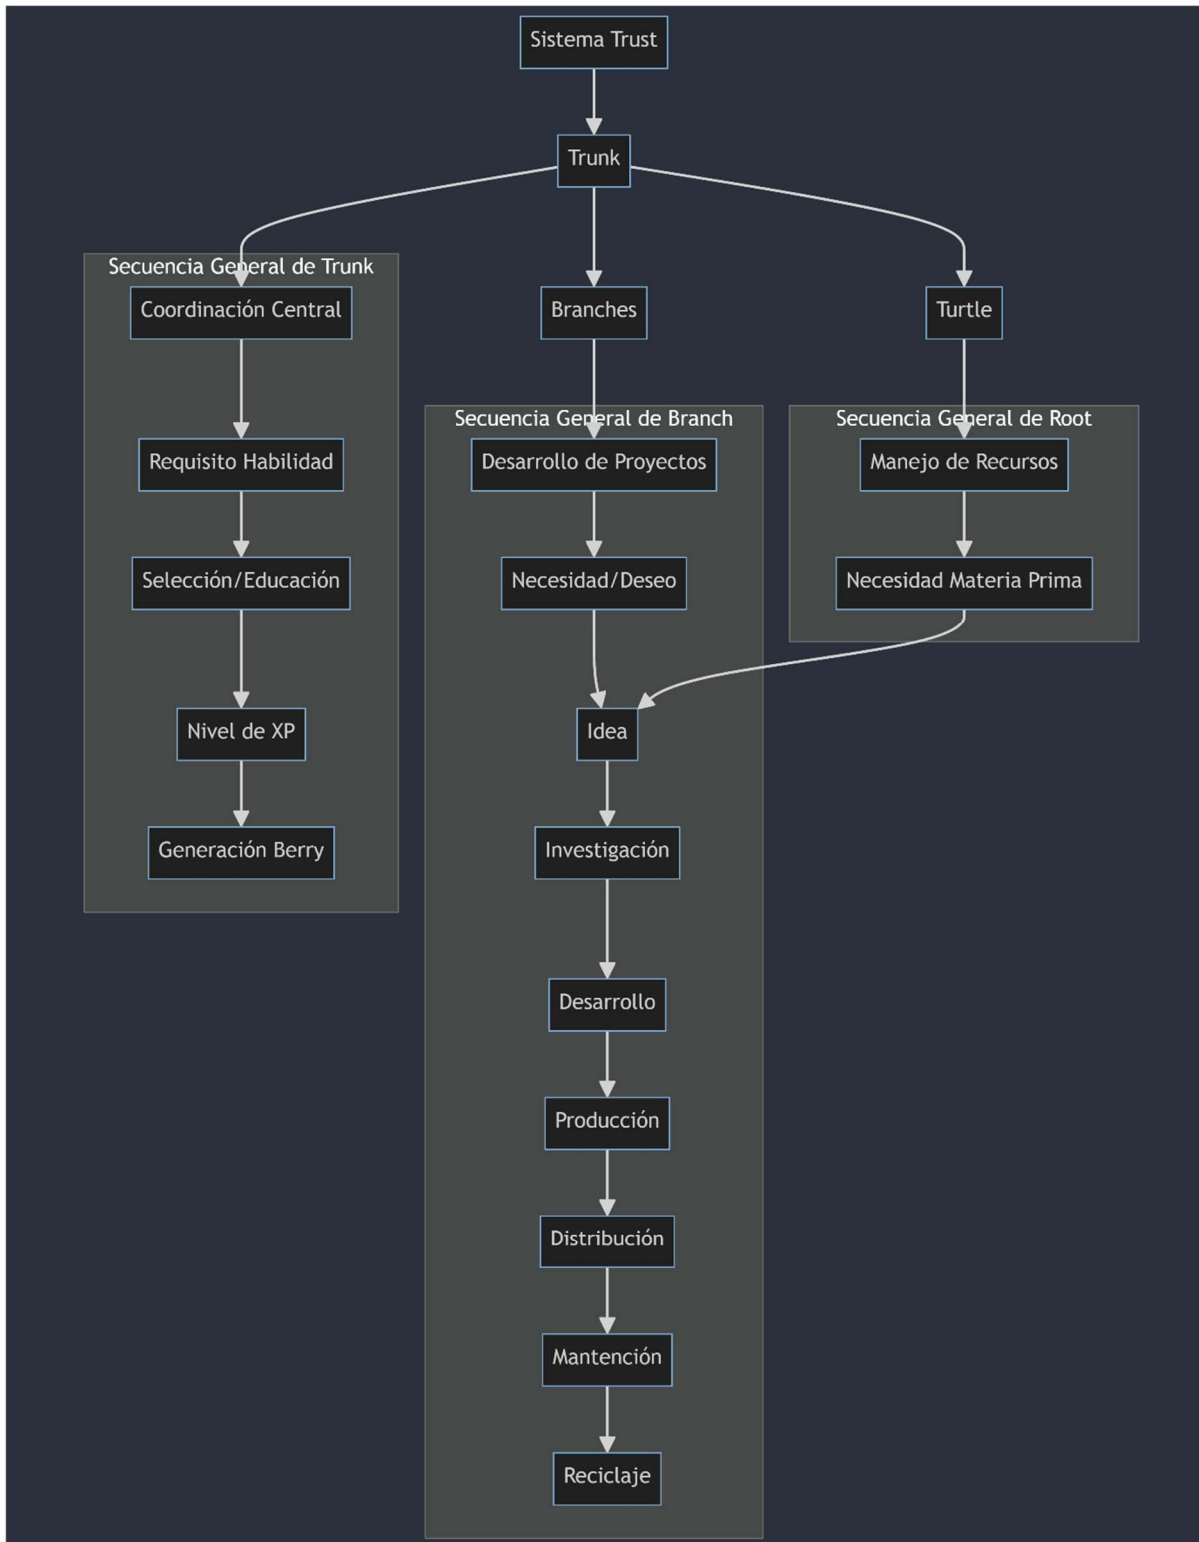 Sistema Trust
Trunk
Secuencia General de Trunk
Coordinación Central
Requisito Habilidad
Selección/Educación
Nivel de XP
Generación Berry
Branches
Secuencia General de Branch
Desarrollo de Proyectos
Necesidad/Deseo
Idea
Investigación
Desarrollo
Producción
Distribución
Mantención
Reciclaje
Turtle
Secuencia General de Root
Manejo de Recursos
Necesidad Materia Prima